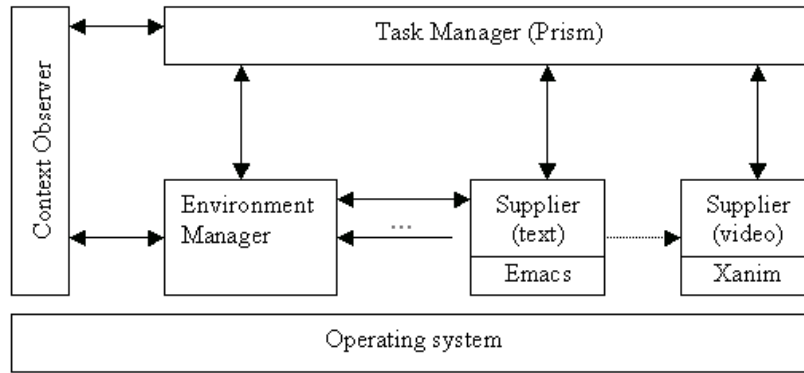 Task Manager (Prism)
Context Observer
Environment
Manager
...
Supplier
(text)
Emacs
Supplier
(video)
Xanim
Operating system